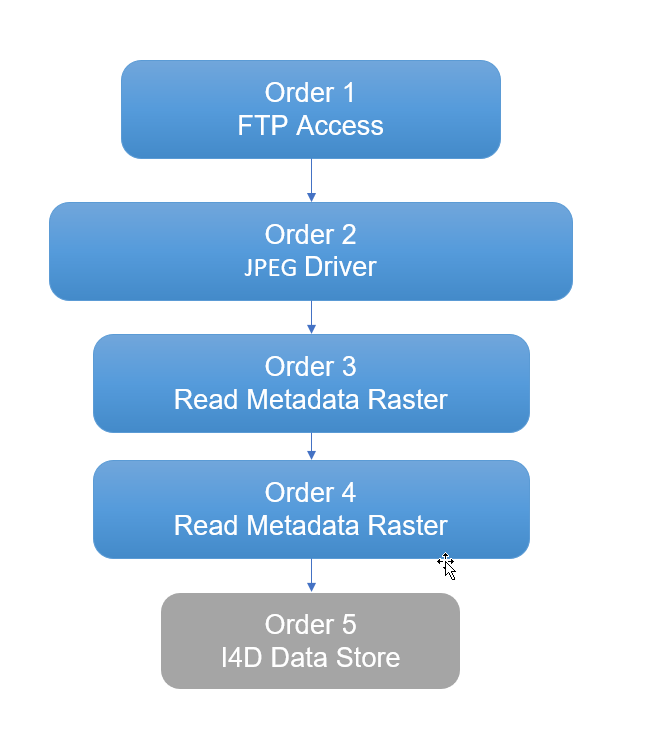 Order 1
FTP Access
Order 2
JPEG Driver
Order 3
Read Metadata Raster
Order 4
Read Metadata Raster
Order 5
I4D Data Store